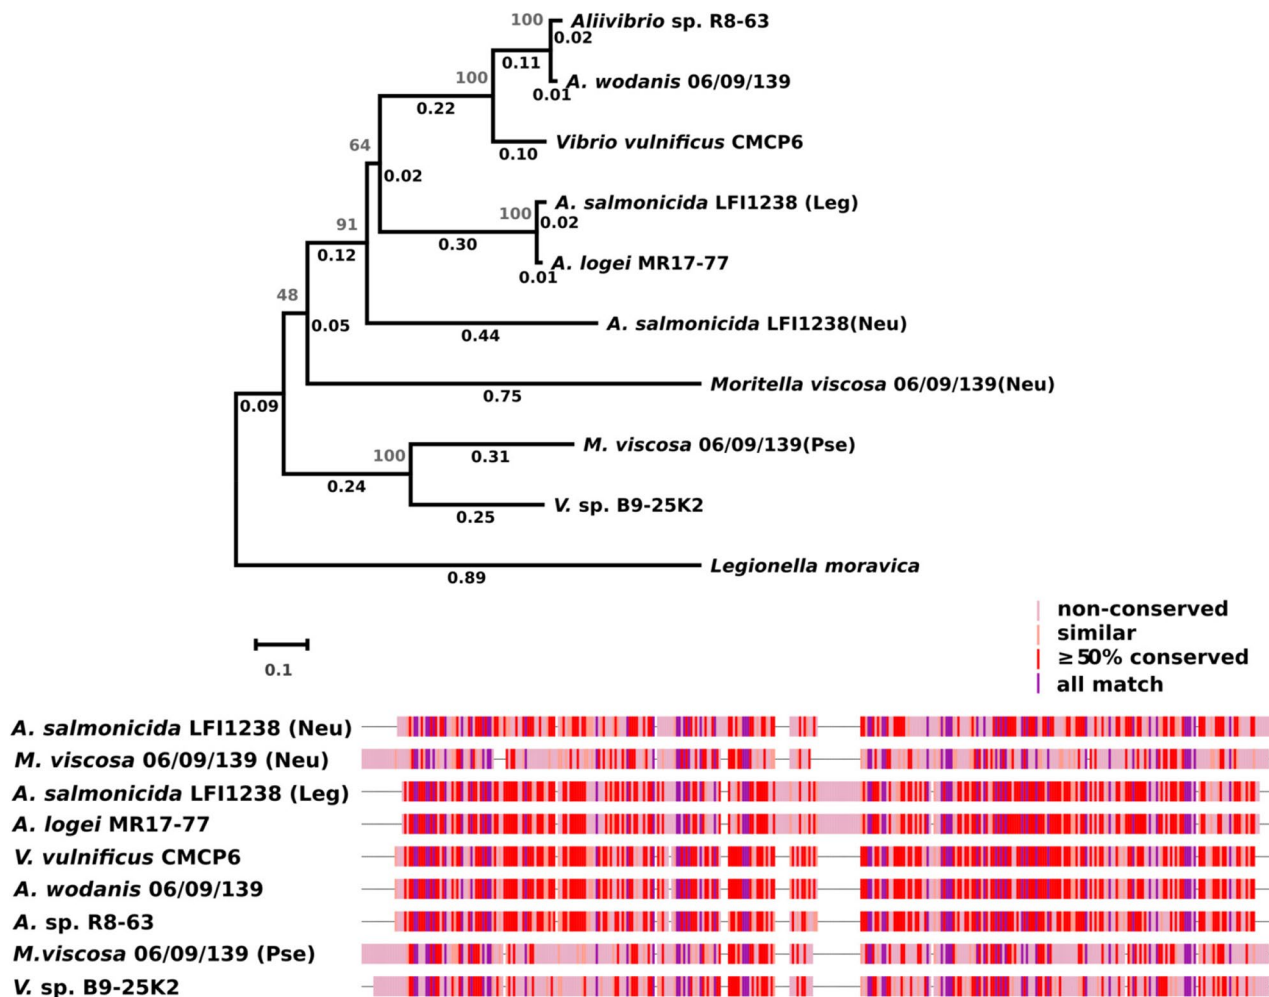 100
Aliivibrio sp. R8-63
0.02
0.11
100
A. wodanis 06/09/139
0.01
0.22
Vibrio vulnificus CMCP6
0.10
64
0.02
A. salmonicida LFI1238 (Leg)
100
0.02
91
0.30
0.12
A. logei MR17-77
0.01
48
0.05
A. salmonicida LFI1238(Neu)
0.44
Moritella viscosa 06/09/139(Neu)
0.75
0.09
M. viscosa 06/09/139(Pse)
100
0.31
0.24
V. sp. B9-25K2
0.25
Legionella moravica
0.89
0.1
non-conserved
similar
≥50% conserved
all match
A. salmonicida LFI1238 (Neu)
M. viscosa 06/09/139 (Neu)
A. salmonicida LFI1238 (Leg)
A. logei MR17-77
V. vulnificus CMCP6
A. wodanis 06/09/139
A. sp. R8-63
M.viscosa 06/09/139 (Pse)
V. sp. B9-25K2